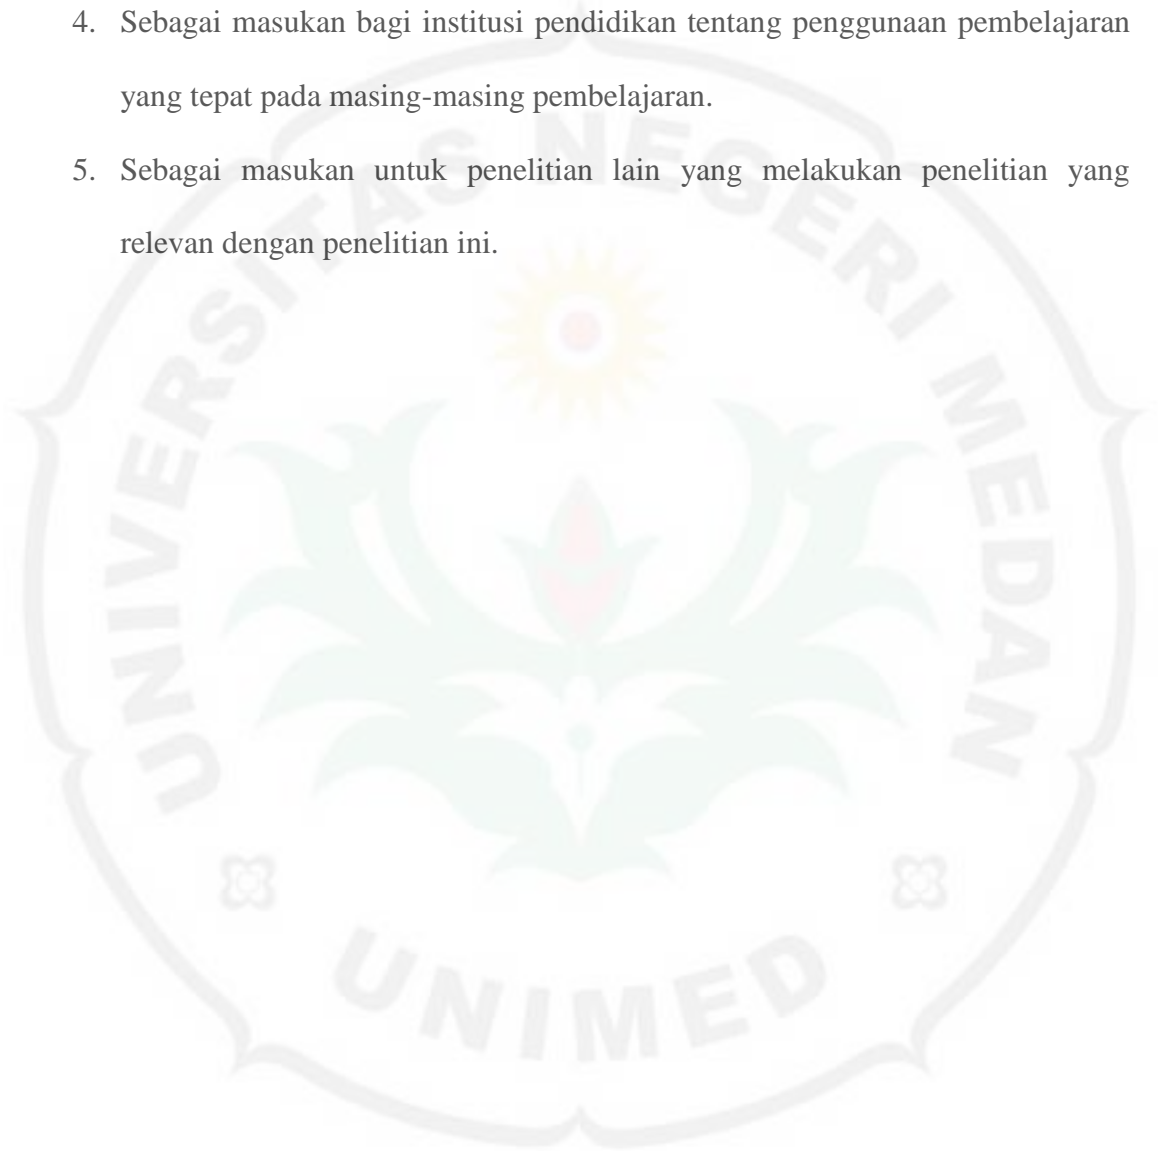 4. Sebagai masukan bagi institusi pendidikan tentang penggunaan pembelajaran
yang tepat pada masing-masing pembelajaran.
5. Sebagai masukan untuk penelitian lain yang melakukan penelitian yang
relevan dengan penelitian ini.
UNIVERSITAS NEGERI MEDAN
UNIMED